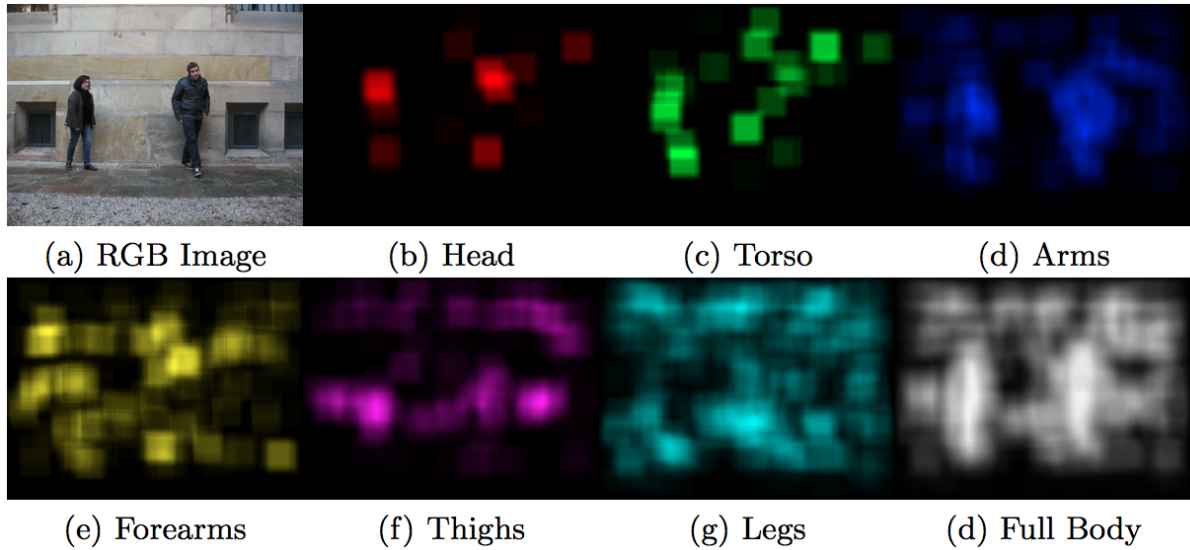 (a) RGB Image (b) Head (c) Torso (d) Arms
(e) Forearms (f) Thighs (g) Legs (d) Full Body